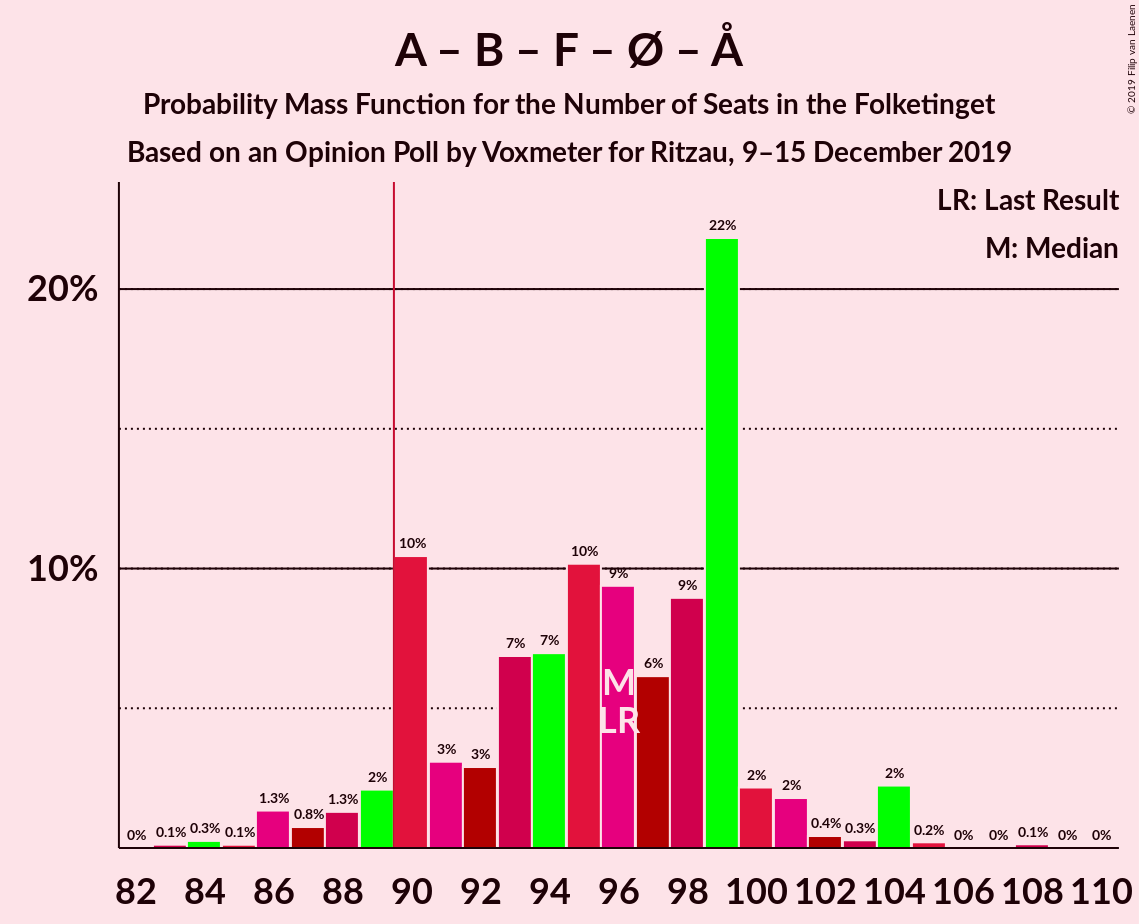 A – B – F – Ø – Å
Probability Mass Function for the Number of Seats in the Folketinget
Based on an Opinion Poll by Voxmeter for Ritzau, 9–15 December 2019
© 2019 Filip van Laenen
LR: Last Result
M: Median
20%
10%
0% 0.1% 0.3% 0.1% 1.3% 0.8% 1.3% 2% 10% 3% 3% 7% 7% 10% 9% 6% 9% 22% 2% 2% 0.4% 0.3% 2% 0.2% 0% 0% 0.1% 0% 0%
M
LR
82 84 86 88 90 92 94 96 98 100 102 104 106 108 110